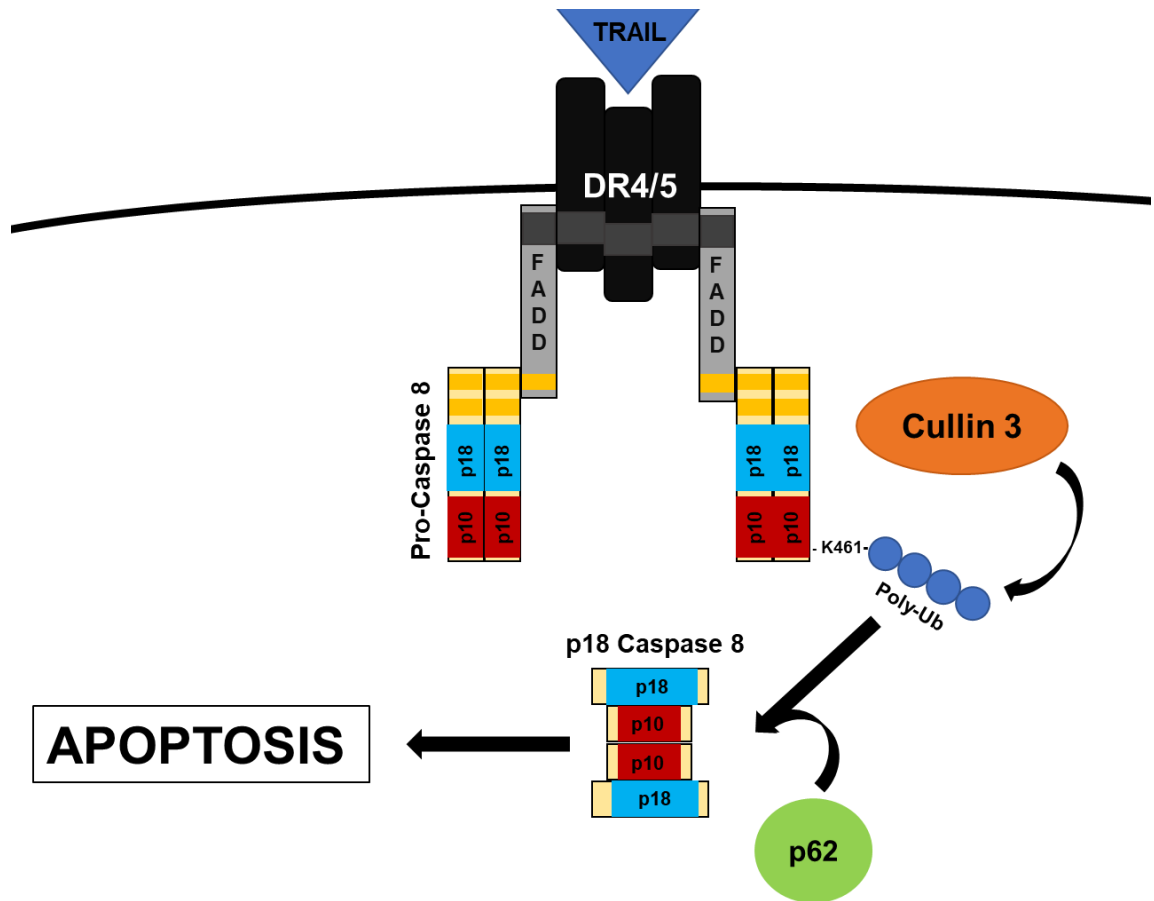 TRAIL
DR4/5
FADD
FADD
Pro-Caspase 8
p18
p18
p10
p10
p18
p18
p10
p10
Cullin 3
- K461-
Poly-Ub
p18 Caspase 8
p18
p10
p10
p18
APOPTOSIS
p62